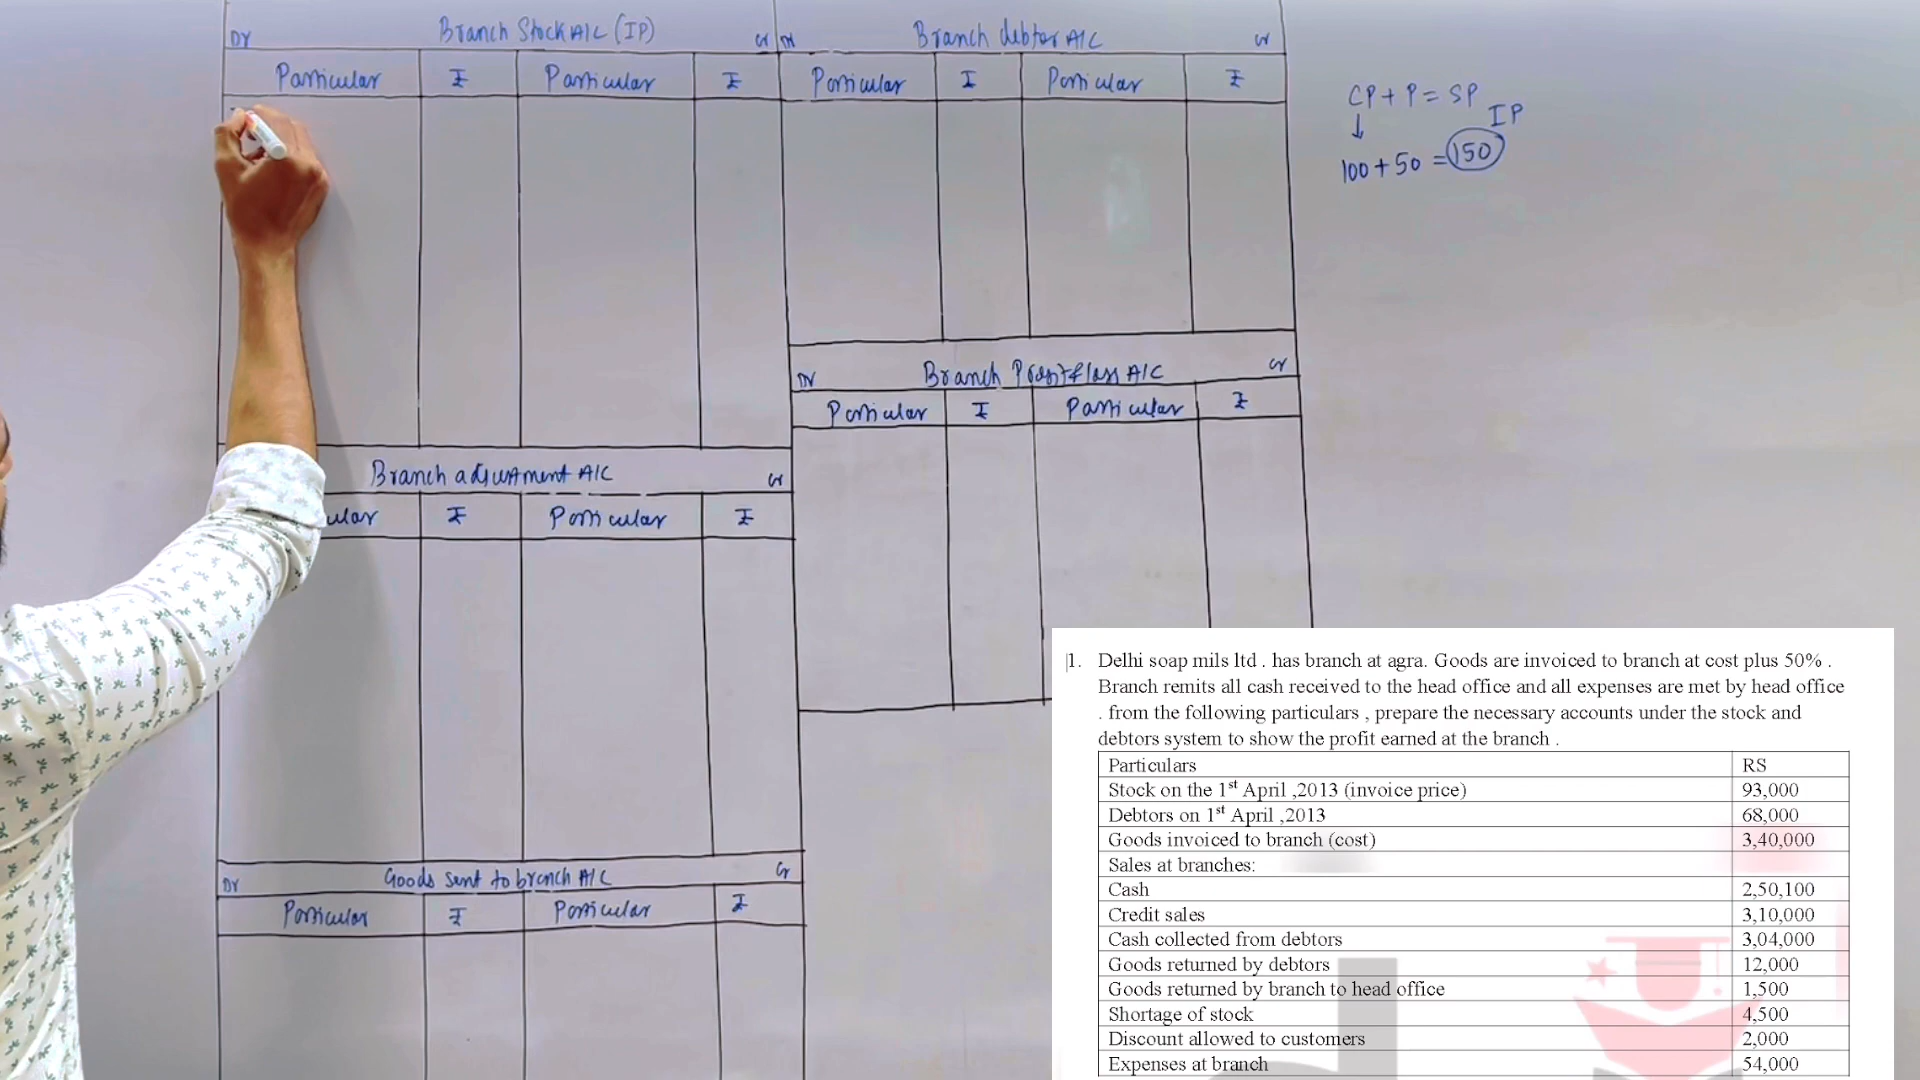 Dr Branch Stock A/C (IP) Cr
Particular ₹ Particular ₹
Dr Branch debtor A/C Cr
Particular ₹ Particular ₹
CP + P = SP
IP
↓
100 + 50 = 150
Dr Branch Profit & loss A/C Cr
Particular ₹ Particular ₹
Branch adjustment A/C Cr
ular ₹ Particular ₹
Dr Goods sent to branch A/C Cr
Particular ₹ Particular ₹
1. Delhi soap mils ltd . has branch at agra. Goods are invoiced to branch at cost plus 50% .
Branch remits all cash received to the head office and all expenses are met by head office
. from the following particulars , prepare the necessary accounts under the stock and
debtors system to show the profit earned at the branch .
Particulars RS
Stock on the 1st April ,2013 (invoice price) 93,000
Debtors on 1st April ,2013 68,000
Goods invoiced to branch (cost) 3,40,000
Sales at branches:
Cash 2,50,100
Credit sales 3,10,000
Cash collected from debtors 3,04,000
Goods returned by debtors 12,000
Goods returned by branch to head office 1,500
Shortage of stock 4,500
Discount allowed to customers 2,000
Expenses at branch 54,000